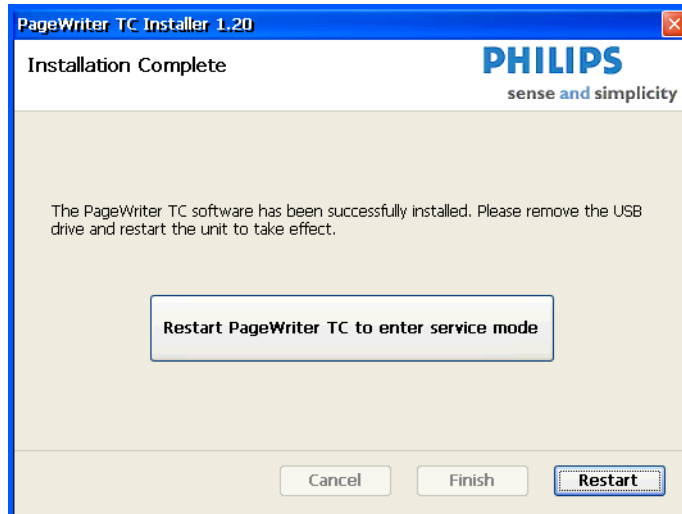 PageWriter TC Installer 1.20
Installation Complete
PHILIPS
sense and simplicity
The PageWriter TC software has been successfully installed. Please remove the USB
drive and restart the unit to take effect.
Restart PageWriter TC to enter service mode
Cancel
Finish
Restart